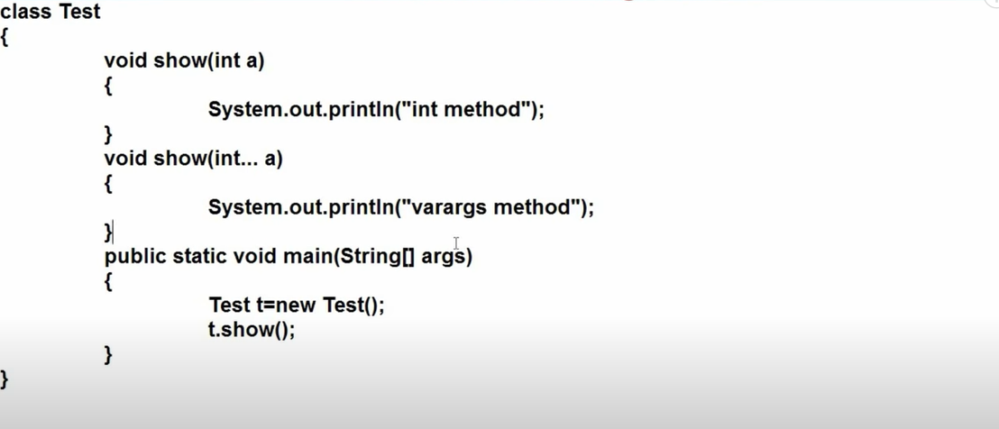 class Test
{
void show(int a)
{
System.out.println("int method");
}
void show(int... a)
{
System.out.println("varargs method");
}
public static void main(String[] args)
{
Test t=new Test();
t.show();
}
}